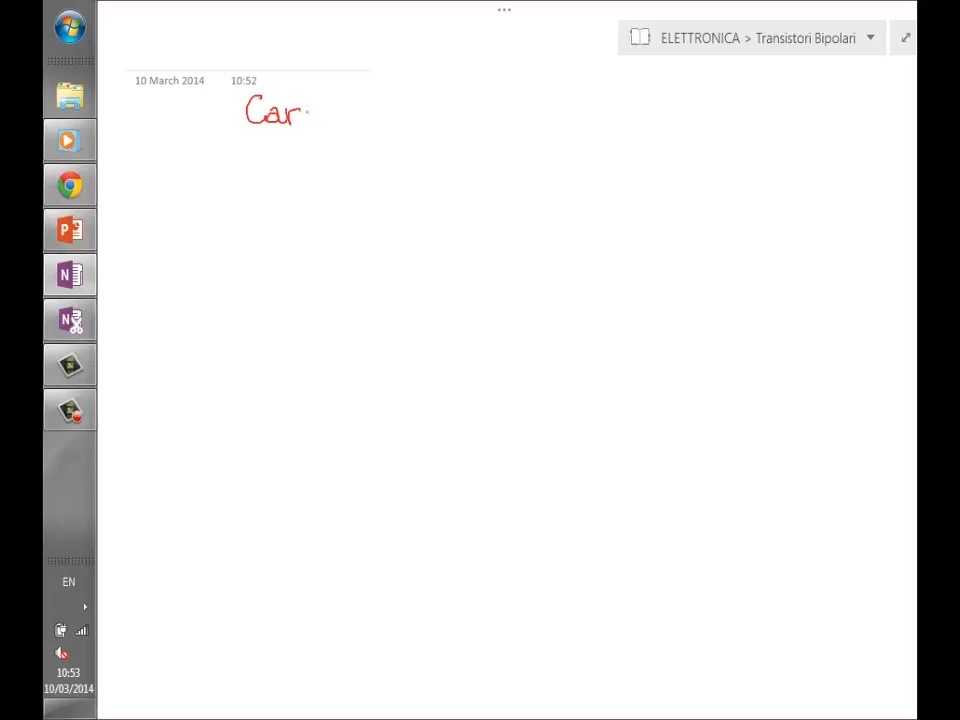 ELETTRONICA > Transistori Bipolari
10 March 2014 10:52
Car
EN
10:53
10/03/2014